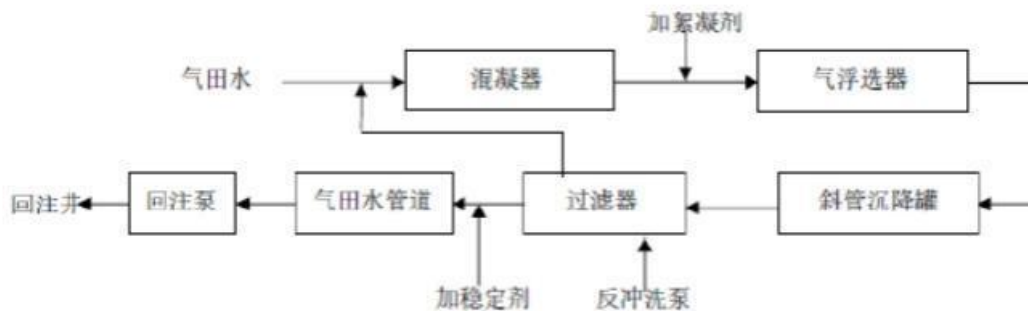 加絮凝剂
气田水
混凝器
气浮选器
回注井
回注泵
气田水管道
过滤器
斜管沉降罐
加稳定剂
反冲洗泵